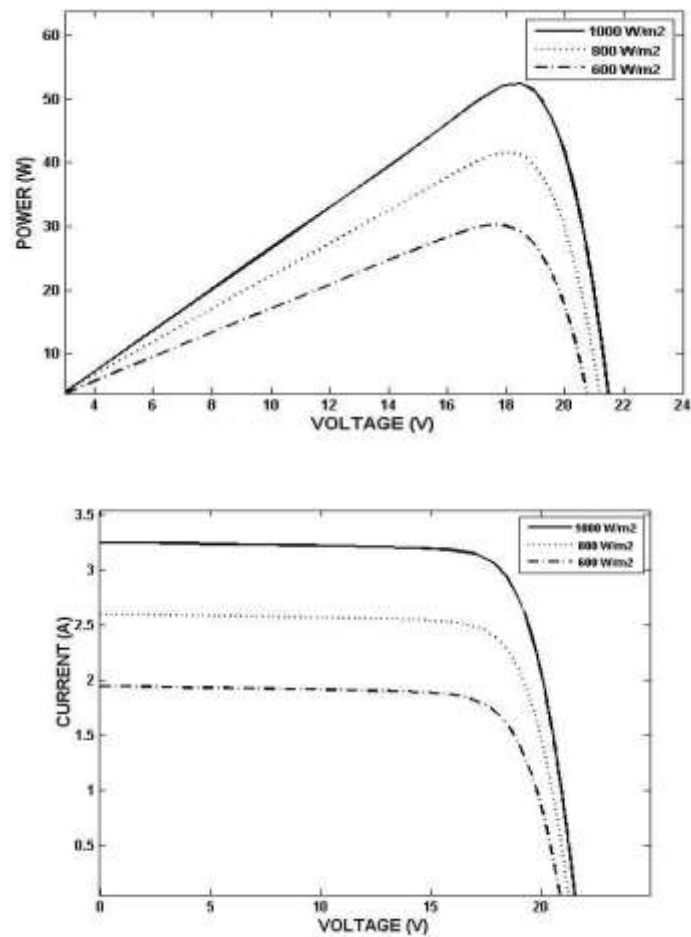 60
50
40
30
20
10
POWER (W)
1000 W/m2
800 W/m2
600 W/m2
4 6 8 10 12 14 16 18 20 22 24
VOLTAGE (V)
3.5
3
2.5
2
1.5
1
0.5
CURRENT (A)
1000 W/m2
800 W/m2
600 W/m2
0 5 10 15 20
VOLTAGE (V)